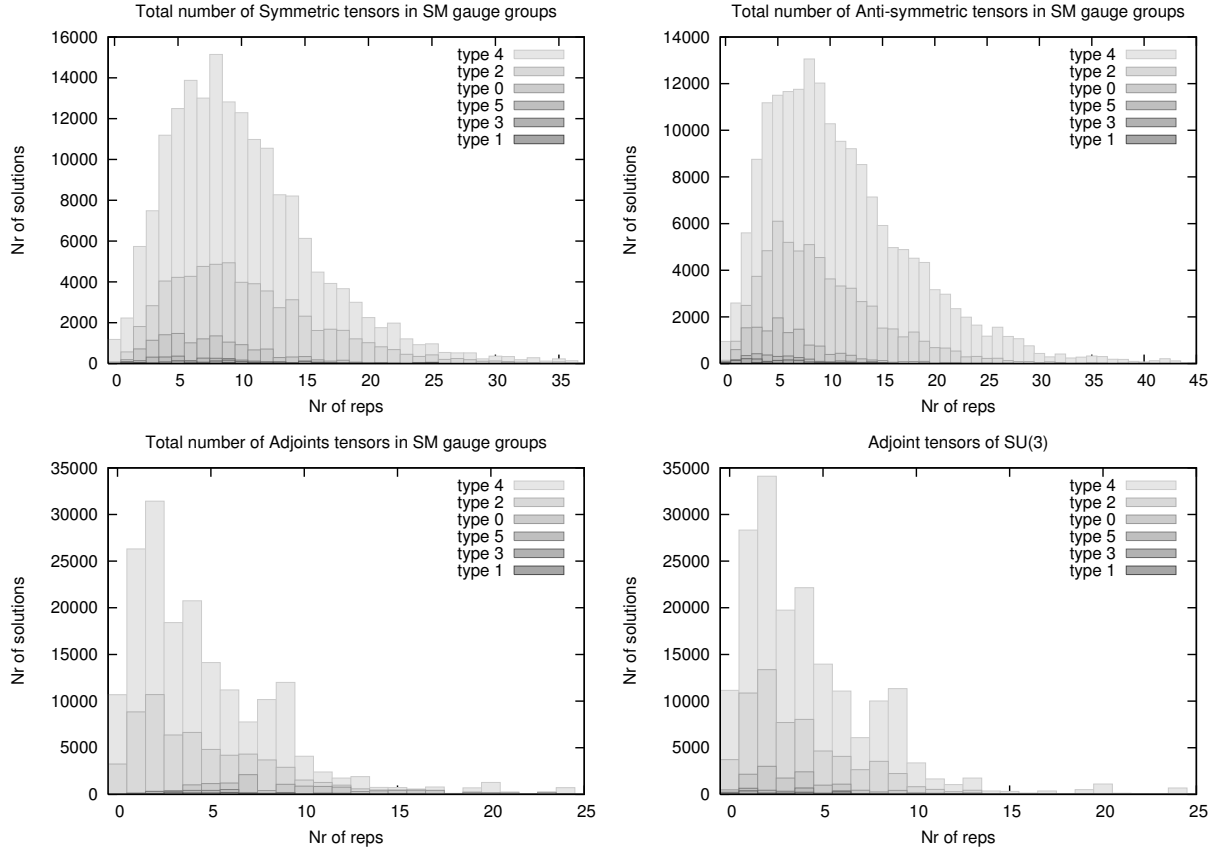 Total number of Symmetric tensors in SM gauge groups
16000
14000
12000
10000
8000
6000
4000
2000
0
Nr of solutions
type 4
type 2
type 0
type 5
type 3
type 1
0 5 10 15 20 25 30 35
Nr of reps
Total number of Anti-symmetric tensors in SM gauge groups
14000
12000
10000
8000
6000
4000
2000
0
Nr of solutions
type 4
type 2
type 0
type 5
type 3
type 1
0 5 10 15 20 25 30 35 40 45
Nr of reps
Total number of Adjoints tensors in SM gauge groups
35000
30000
25000
20000
15000
10000
5000
0
Nr of solutions
type 4
type 2
type 0
type 5
type 3
type 1
0 5 10 15 20 25
Nr of reps
Adjoint tensors of SU(3)
35000
30000
25000
20000
15000
10000
5000
0
Nr of solutions
type 4
type 2
type 0
type 5
type 3
type 1
0 5 10 15 20 25
Nr of reps